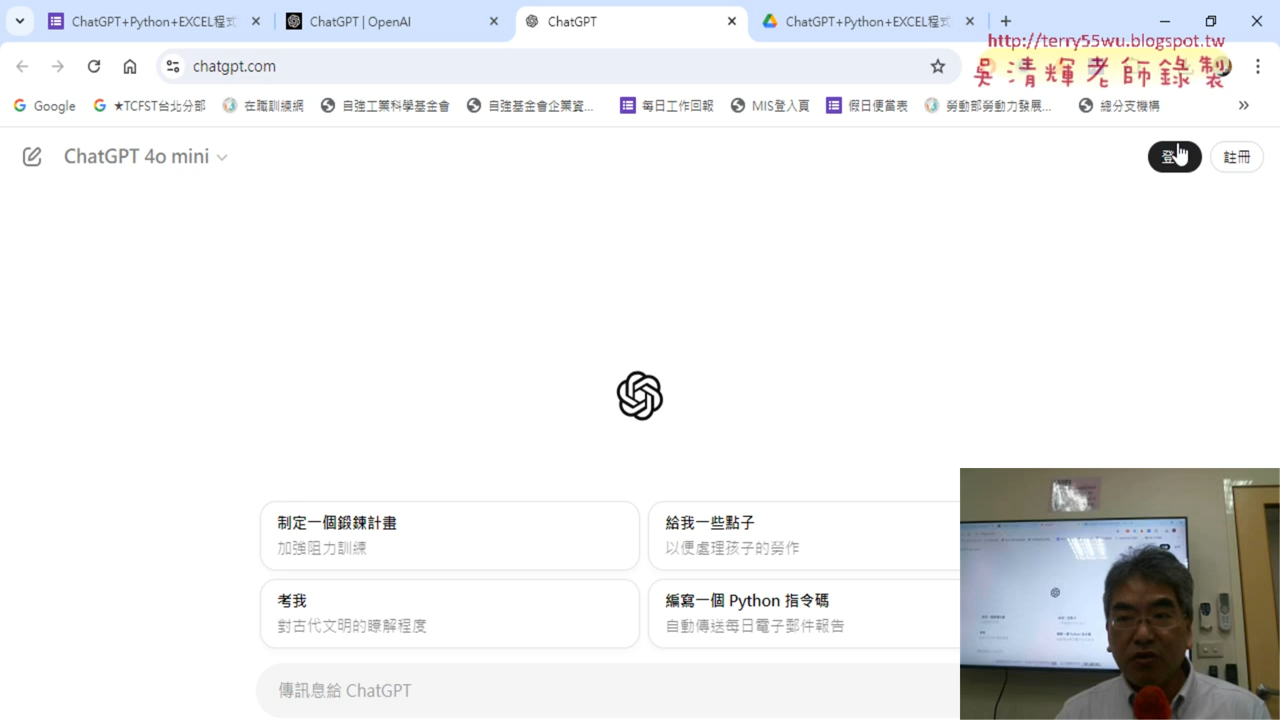 ChatGPT+Python+EXCEL程式
ChatGPT | OpenAI
ChatGPT
ChatGPT+Python+EXCEL程式
http://terry55wu.blogspot.tw
吳清輝老師錄製
chatgpt.com
Google
★TCFST台北分部
在職訓練網
自強工業科學基金會
自強基金會企業資...
每日工作回報
MIS登入頁
假日便當表
勞動部勞動力發展...
總分支機構
ChatGPT 4o mini
登
註冊
制定一個鍛鍊計畫
加強阻力訓練
給我一些點子
以便處理孩子的勞作
考我
對古代文明的瞭解程度
編寫一個 Python 指令碼
自動傳送每日電子郵件報告
傳訊息給 ChatGPT